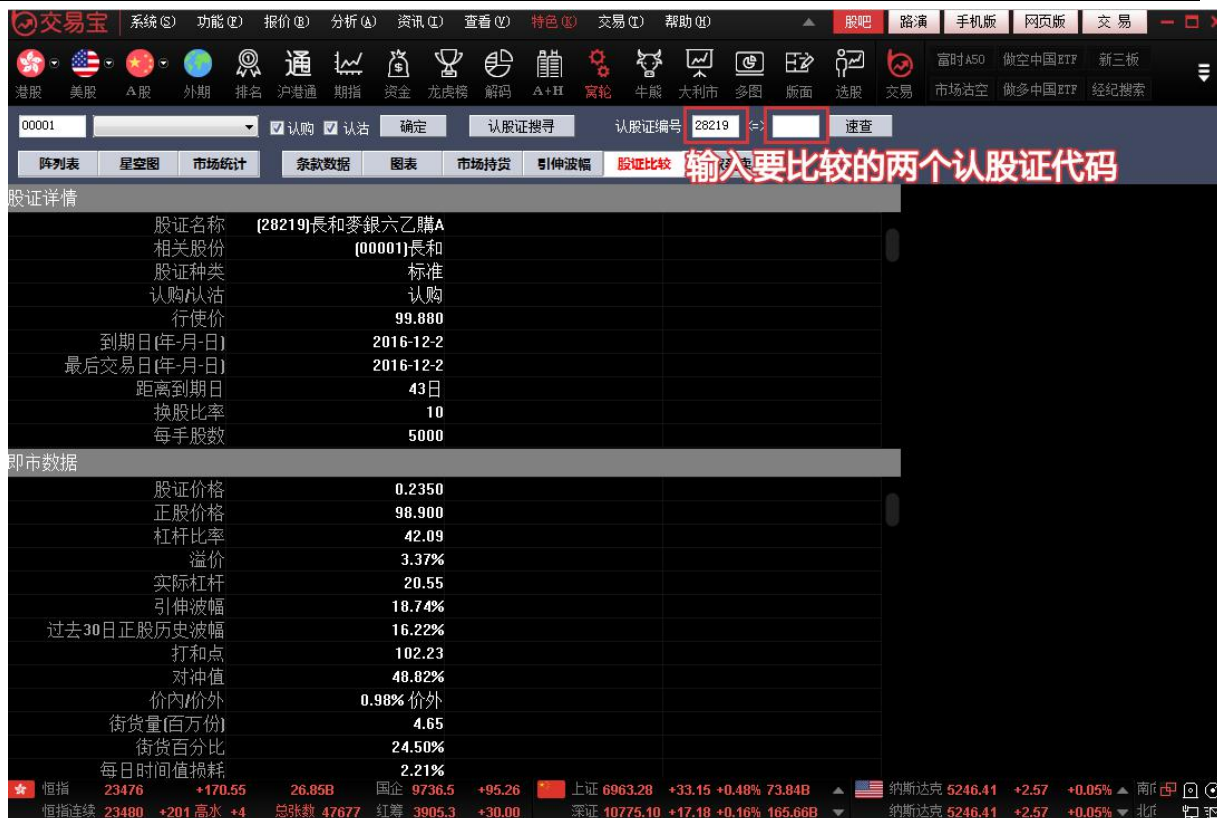 交易宝 系统(S) 功能(F) 报价(B) 分析(A) 资讯(I) 查看(V) 特色(K) 交易(T) 帮助(H) 股吧 路演 手机版 网页版 交 易
港股 美股 A股 外期 排名 通 沪港通 期指 资金 龙虎榜 解码 A+H 窝轮 牛熊 大利市 多图 版面 选股 交易
富时A50 做空中国ETF 新三板
市场沽空 做多中国ETF 经纪搜索
00001 认购 认沽 确定 认股证搜寻 认股证编号 28219 <=> 速查
阵列表 星空图 市场统计 条款数据 图表 市场持货 引伸波幅 股证比较
输入要比较的两个认股证代码
股证详情
股证名称 (28219)長和麥銀六乙購A
相关股份 (00001)長和
股证种类 标准
认购/认沽 认购
行使价 99.880
到期日(年-月-日) 2016-12-2
最后交易日(年-月-日) 2016-12-2
距离到期日 43日
换股比率 10
每手股数 5000
即市数据
股证价格 0.2350
正股价格 98.900
杠杆比率 42.09
溢价 3.37%
实际杠杆 20.55
引伸波幅 18.74%
过去30日正股历史波幅 16.22%
打和点 102.23
对冲值 48.82%
价内/价外 0.98% 价外
街货量(百万份) 4.65
街货百分比 24.50%
每日时间值损耗 2.21%
恒指 23476 +170.55 26.85B 国企 9736.5 +95.26 上证 6963.28 +33.15 +0.48% 73.84B 纳斯达克 5246.41 +2.57 +0.05%
恒指连续 23480 +201 高水 +4 总张数 47677 红筹 3905.3 +30.00 深证 10775.10 +17.18 +0.16% 165.66B 纳斯达克 5246.41 +2.57 +0.05%